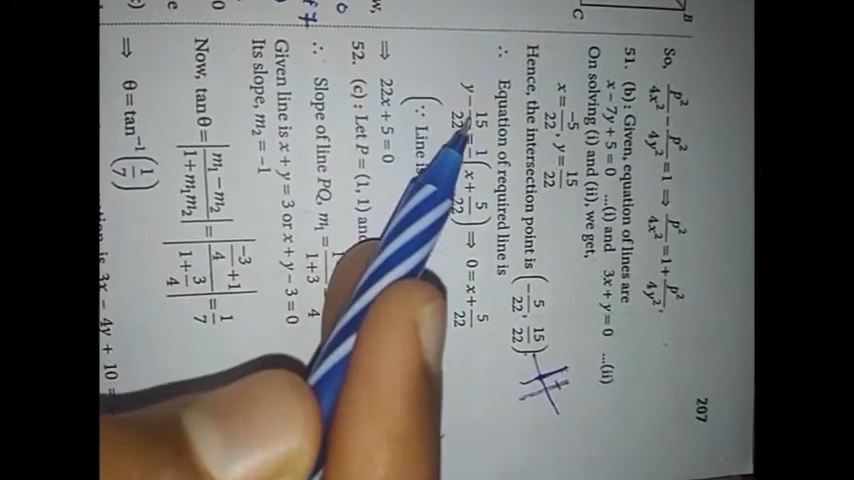 207
B
C
So, p²/4x² − p²/4y² = 1 ⇒ p²/4x² = 1 + p²/4y²,
51. (b) : Given, equation of lines are
x − 7y + 5 = 0 ...(i) and 3x + y = 0 ...(ii)
On solving (i) and (ii), we get,
x = −5/22, y = 15/22
Hence, the intersection point is (−5/22, 15/22).
∴ Equation of required line is
y − 15/22 = 1/ (x + 5/22) ⇒ 0 = x + 5/22
(∵ Line is
⇒ 22x + 5 = 0
52. (c) : Let P = (1, 1) and
∴ Slope of line PQ, m₁ = 1/1+3 4
Given line is x + y = 3 or x + y − 3 = 0
Its slope, m₂ = −1
Now, tan θ = |(m₁ − m₂)/(1 + m₁m₂)| = |(−3/4 + 1)/(1 + 3/4)| = 1/7
⇒ θ = tan⁻¹ (1/7)
is 3x − 4y + 10 =